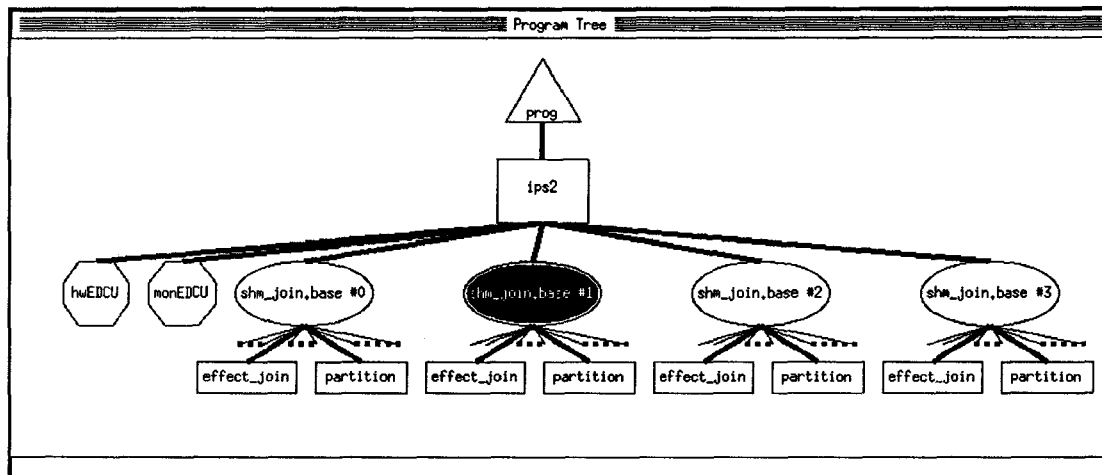 Program Tree
prog
ips2
hwEDCU monEDCU shm_join.base #0 shm_join.base #1 shm_join.base #2 shm_join.base #3
effect_join partition effect_join partition effect_join partition effect_join partition